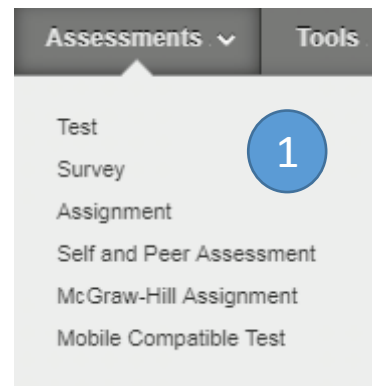 Assessments Tools
Test
Survey
1
Assignment
Self and Peer Assessment
McGraw-Hill Assignment
Mobile Compatible Test